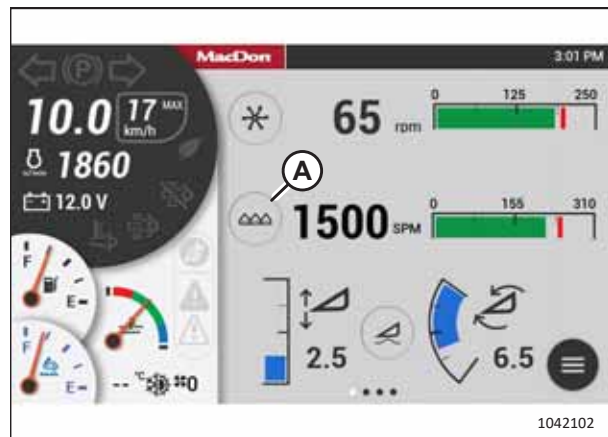 MacDon
3:01 PM
P
10.0 17 MAX
km/h
1860
12.0 V
65 rpm
0 125 250
A
1500 SPM
0 155 310
F
E
F
E
-- °C 0
2.5
6.5
1042102